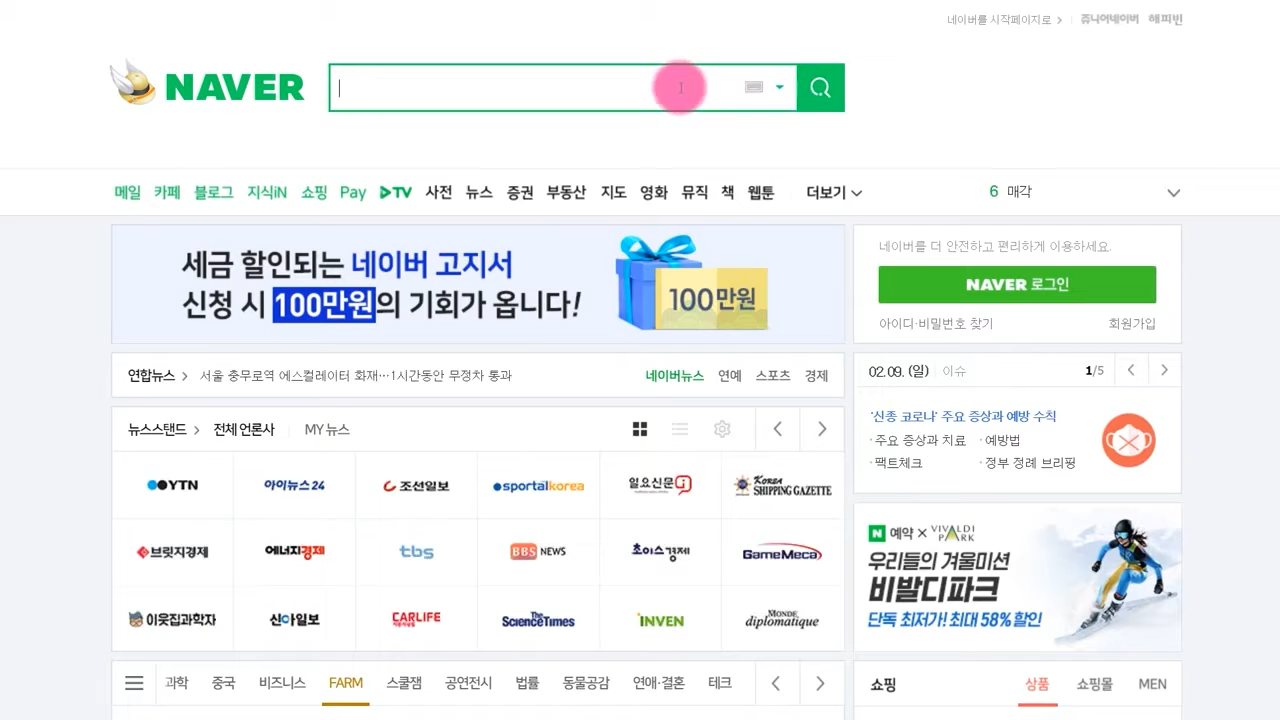 네이버를 시작페이지로
쥬니어네이버 해피빈
NAVER
메일 카페 블로그 지식iN 쇼핑 Pay TV 사전 뉴스 증권 부동산 지도 영화 뮤직 책 웹툰 더보기
6 매각
세금 할인되는 네이버 고지서
신청 시 100만원의 기회가 옵니다!
100만원
네이버를 더 안전하고 편리하게 이용하세요.
NAVER 로그인
아이디·비밀번호 찾기 회원가입
연합뉴스 서울 충무로역 에스컬레이터 화재…1시간동안 무정차 통과
네이버뉴스 연예 스포츠 경제
02.09. (일) 이슈 1/5
'신종 코로나' 주요 증상과 예방 수칙
·주요 증상과 치료 ·예방법
·팩트체크 ·정부 정례 브리핑
뉴스스탠드 전체 언론사 MY 뉴스
YTN 아이뉴스24 조선일보 sportalkorea 일요신문 KOREA SHIPPING GAZETTE
브릿지경제 에너지경제 tbs BBS NEWS 초이스경제 GameMeca
이웃집과학자 신아일보 CARLIFE The ScienceTimes INVEN MONDE diplomatique
N 예약 × VIVALDI PARK
우리들의 겨울미션
비발디파크
단독 최저가! 최대 58% 할인
과학 중국 비즈니스 FARM 스쿨잼 공연전시 법률 동물공감 연애·결혼 테크
쇼핑 상품 쇼핑몰 MEN